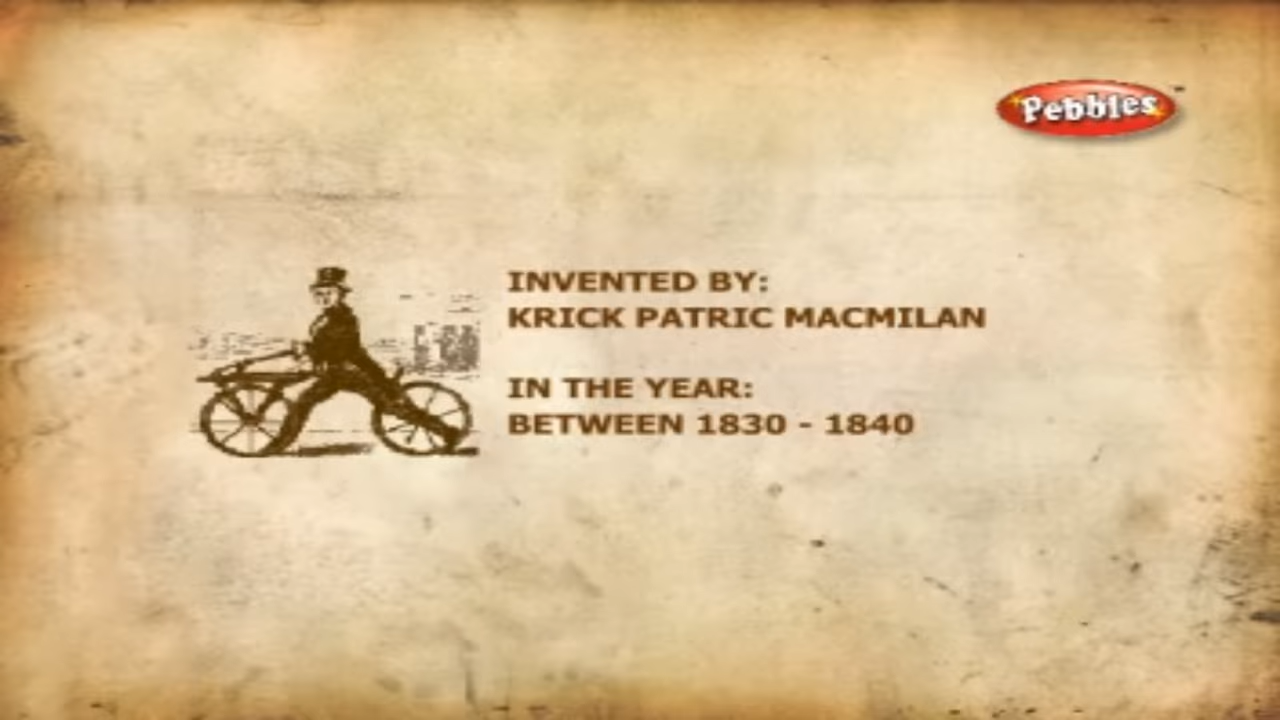 Pebbles
INVENTED BY:
KRICK PATRIC MACMILAN
IN THE YEAR:
BETWEEN 1830 - 1840